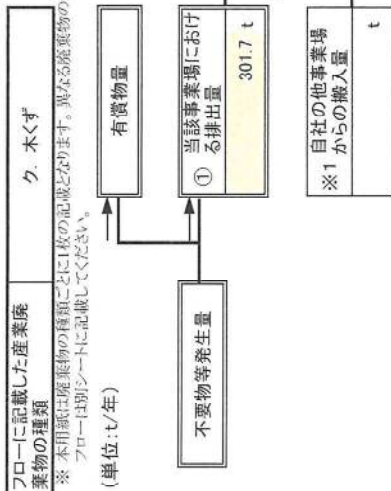 フローに記載した産業廃
棄物の種類
ク．木くず
※ 本用紙は廃棄物の種類ごとに1枚の記載となります。異なる廃棄物の
フローは別シートに記載してください。
(単位:t/年)
不要物等発生量
有償物量
① 当該事業場におけ
る排出量
301.7 t
※1 自社の他事業場
からの搬入量
t